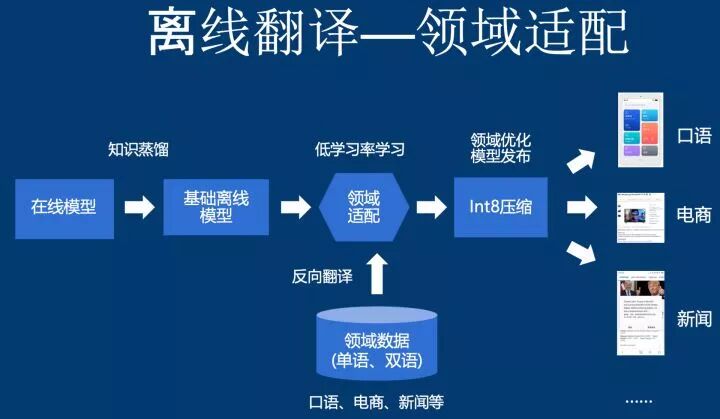 离线翻译—领域适配
知识蒸馏
低学习率学习
领域优化
模型发布
在线模型
基础离线
模型
领域
适配
Int8压缩
口语
电商
新闻
......
反向翻译
领域数据
(单语、双语)
口语、电商、新闻等